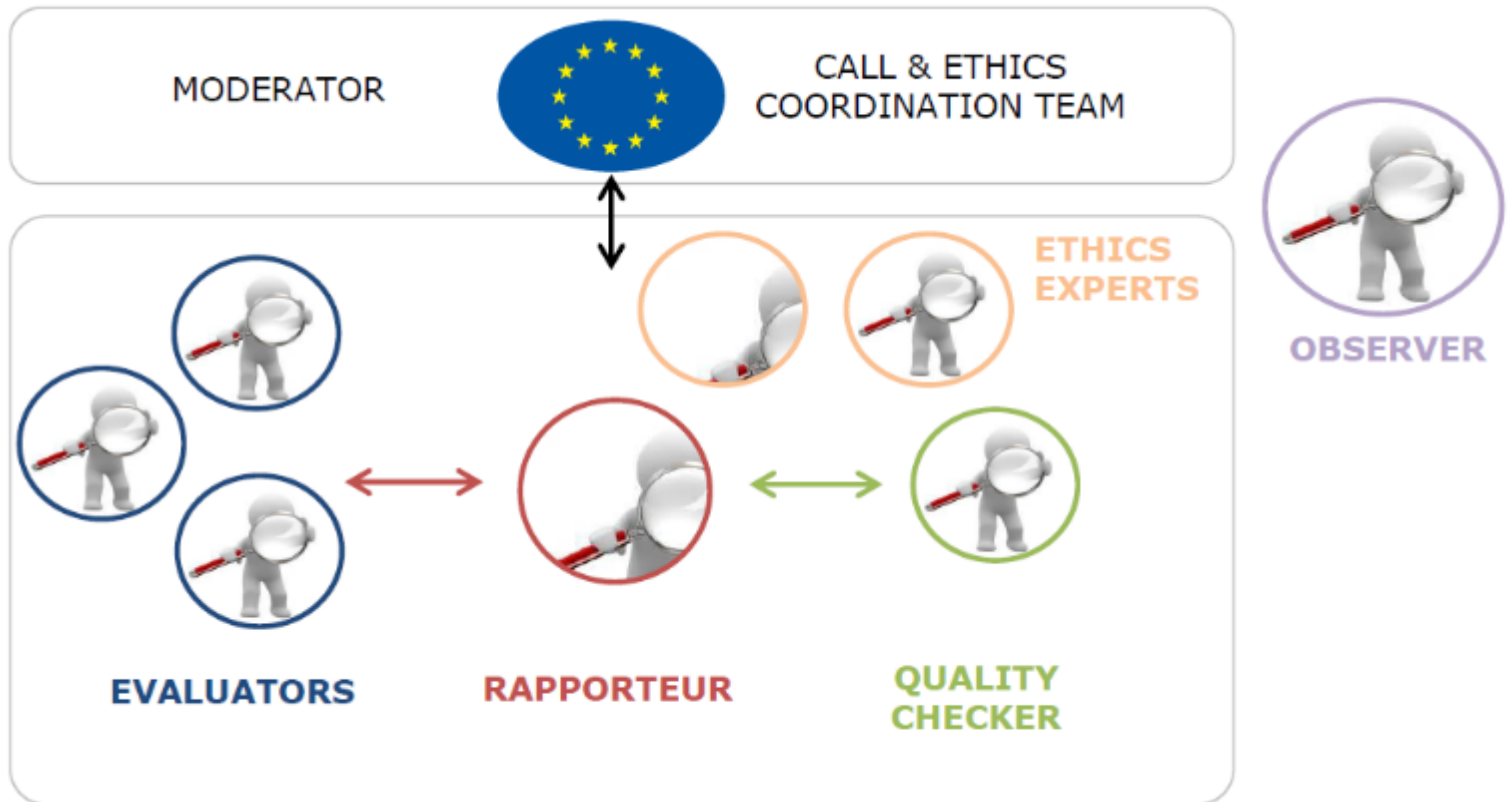 MODERATOR
CALL & ETHICS
COORDINATION TEAM
ETHICS
EXPERTS
OBSERVER
EVALUATORS
RAPPORTEUR
QUALITY
CHECKER